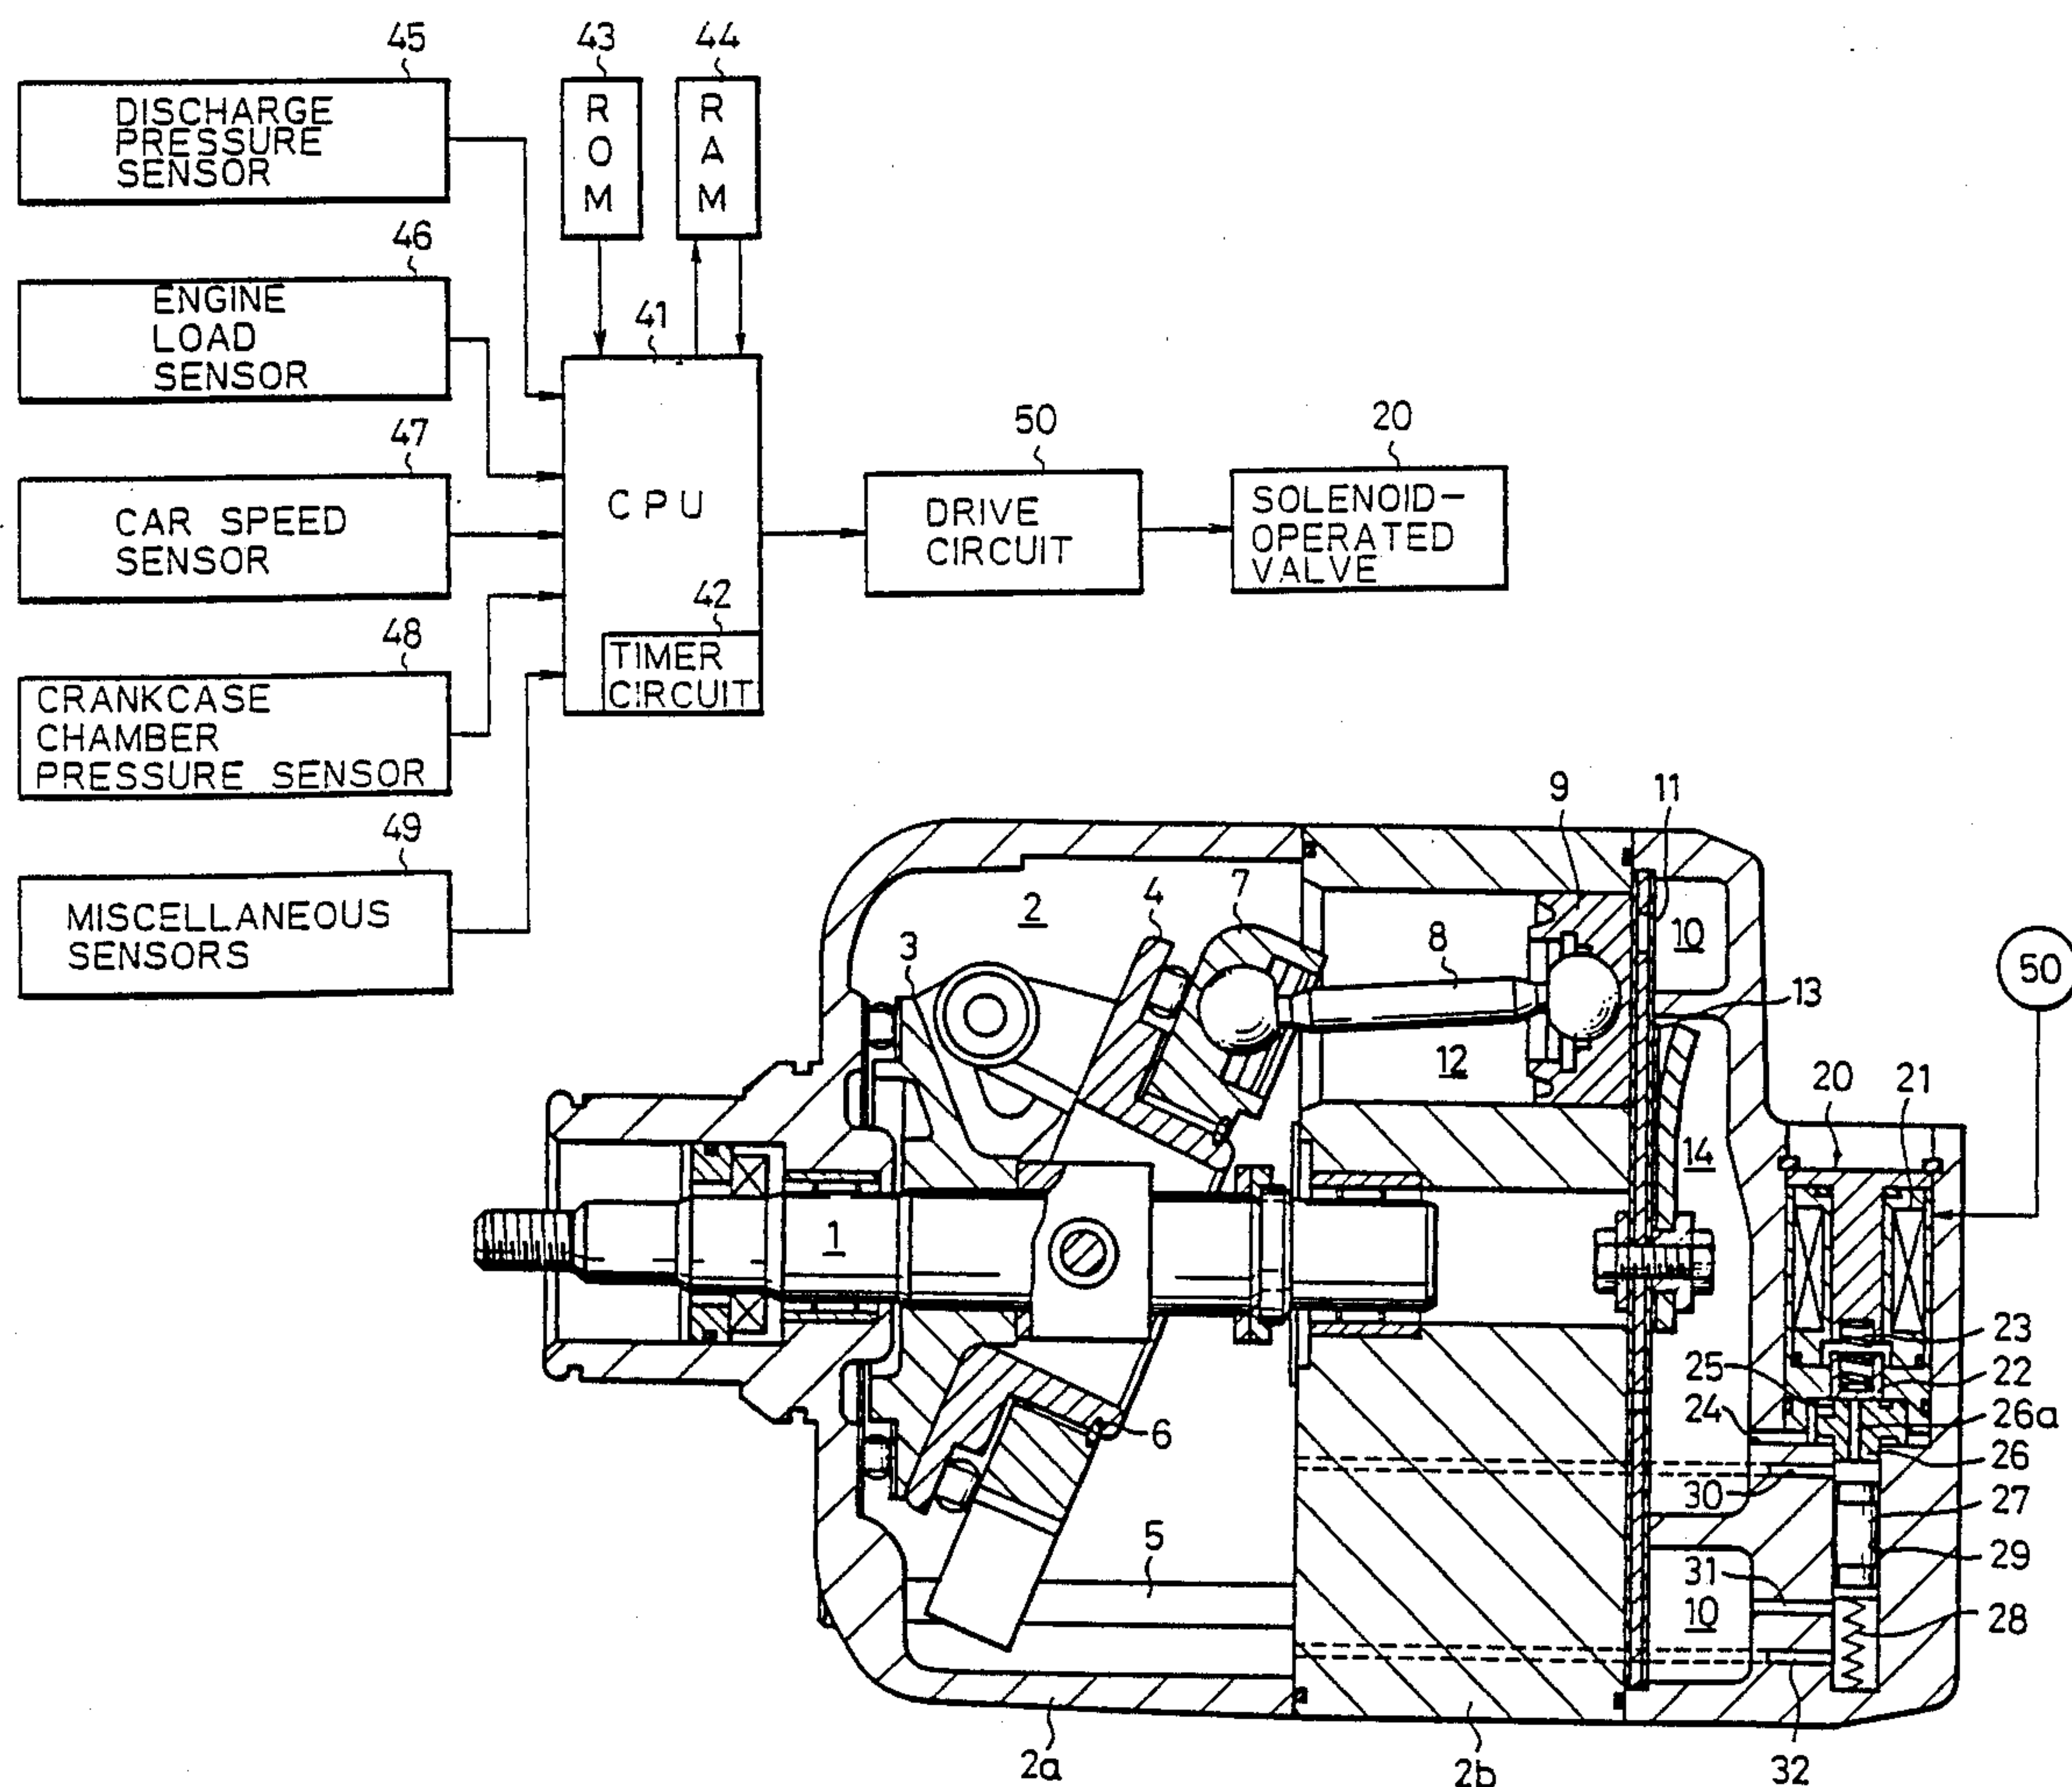 45
43
44
DISCHARGE
PRESSURE
SENSOR
R
O
M
R
A
M
46
ENGINE
LOAD
SENSOR
41
47
50
20
CAR SPEED
SENSOR
CPU
DRIVE
CIRCUIT
SOLENOID-
OPERATED
VALVE
48
42
TIMER
CIRCUIT
CRANKCASE
CHAMBER
PRESSURE SENSOR
49
MISCELLANEOUS
SENSORS
9
11
2
4
7
10
50
3
8
13
12
20
21
14
1
23
25
22
24
26a
6
26
30
27
5
31
29
10
28
2a
2b
32